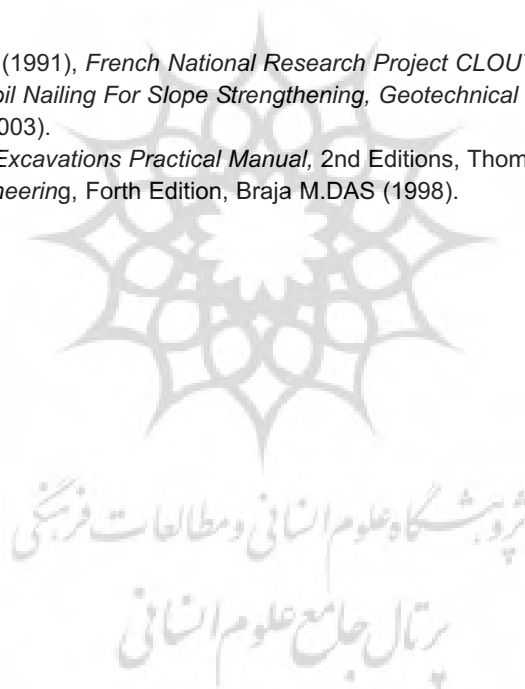 (1991), French National Research Project CLOU
oil Nailing For Slope Strengthening, Geotechnical
003).
Excavations Practical Manual, 2nd Editions, Thom
neering, Forth Edition, Braja M.DAS (1998).
پژوهشگاه علوم انسانی و مطالعات فرهنگی
پرتال جامع علوم انسانی